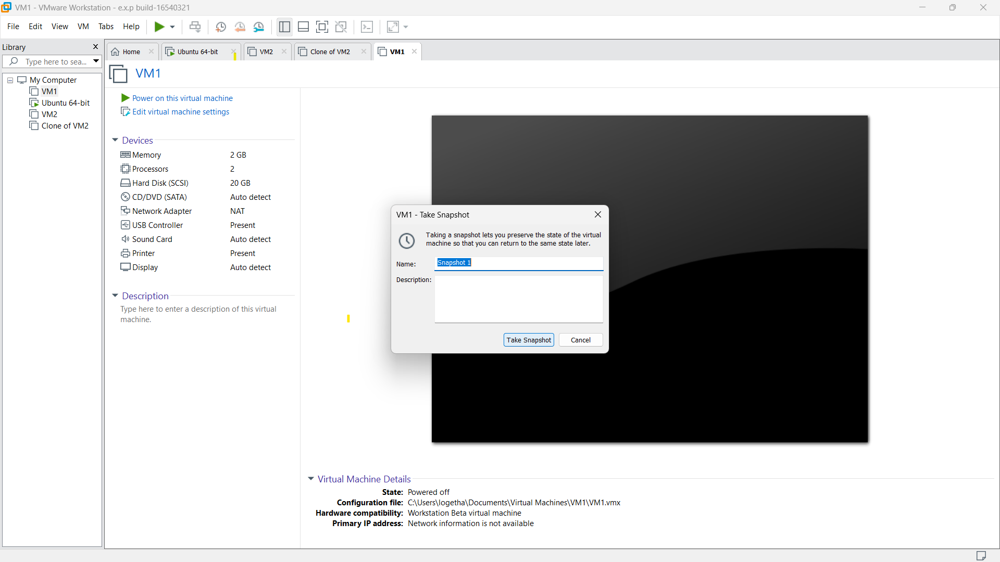 VM1 - VMware Workstation - e.x.p build-16540321
File Edit View VM Tabs Help
Library
Type here to sea...
My Computer
VM1
Ubuntu 64-bit
VM2
Clone of VM2
Home Ubuntu 64-bit VM2 Clone of VM2 VM1
VM1
Power on this virtual machine
Edit virtual machine settings
Devices
Memory 2 GB
Processors 2
Hard Disk (SCSI) 20 GB
CD/DVD (SATA) Auto detect
Network Adapter NAT
USB Controller Present
Sound Card Auto detect
Printer Present
Display Auto detect
Description
Type here to enter a description of this virtual
machine.
VM1 - Take Snapshot
Taking a snapshot lets you preserve the state of the virtual
machine so that you can return to the same state later.
Name: Snapshot 1
Description:
Take Snapshot Cancel
Virtual Machine Details
State: Powered off
Configuration file: C:\Users\logetha\Documents\Virtual Machines\VM1\VM1.vmx
Hardware compatibility: Workstation Beta virtual machine
Primary IP address: Network information is not available